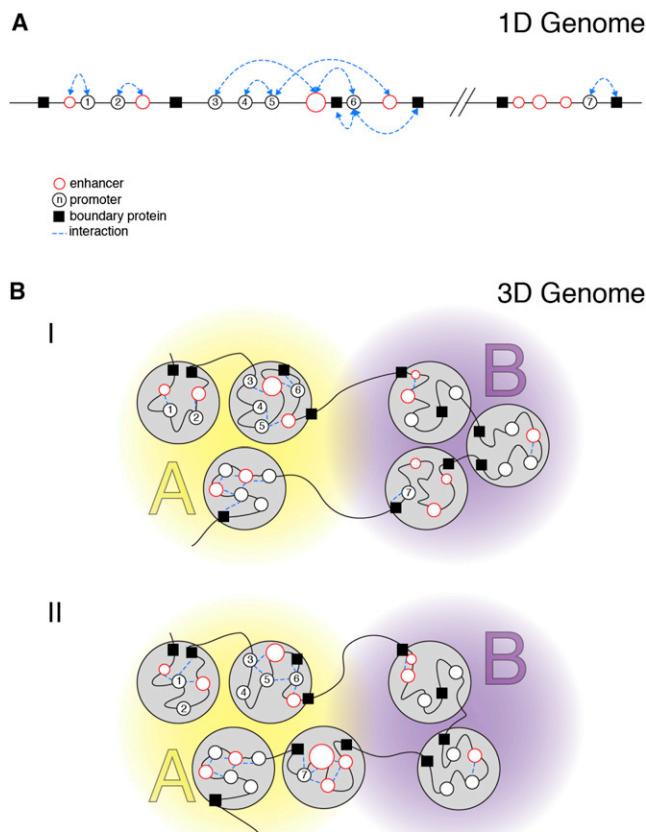 A
1D Genome
1 2 3 4 5 6 7
enhancer
n promoter
boundary protein
interaction
B
3D Genome
I
B
3 6
1 2 4 5
A
7
II
B
3
1 5 6
2 4
A
7